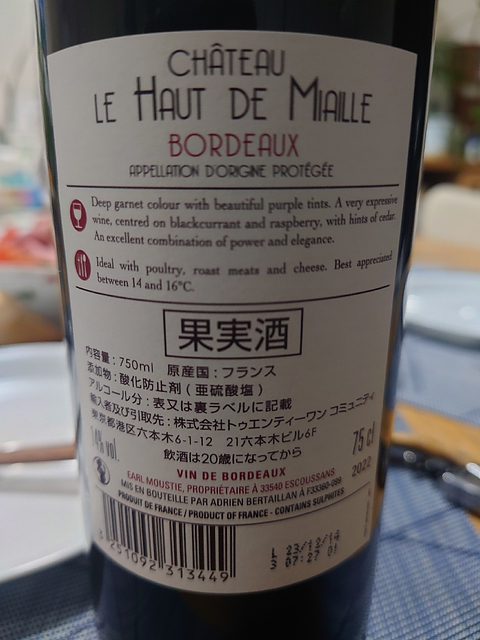 CHÂTEAU
LE HAUT DE MIAILLE
BORDEAUX
APPELLATION D'ORIGINE PROTÉGÉE
Deep garnet colour with beautiful purple tints. A very expressive
wine, centred on blackcurrant and raspberry, with hints of cedar.
An excellent combination of power and elegance.
Ideal with poultry, roast meats and cheese. Best appreciated
between 14 and 16°C.
果実酒
内容量：750ml 原産国：フランス
添加物：酸化防止剤（亜硫酸塩）
アルコール分：表又は裏ラベルに記載
輸入者及び引取先：株式会社トゥエンティーワン コミュニティ
東京都港区六本木6-1-12 21六本木ビル6F
飲酒は20歳になってから
14% vol.
75 cl
VIN DE BORDEAUX
2022
EARL MOUSTIE, PROPRIÉTAIRE À 33540 ESCOUSSANS
MIS EN BOUTEILLE PAR ADRIEN BERTAILLAN À F33360-086
PRODUIT DE FRANCE / PRODUCT OF FRANCE - CONTAINS SULPHITES
3 251092 313449
L 23/12/14
3 07:27 01